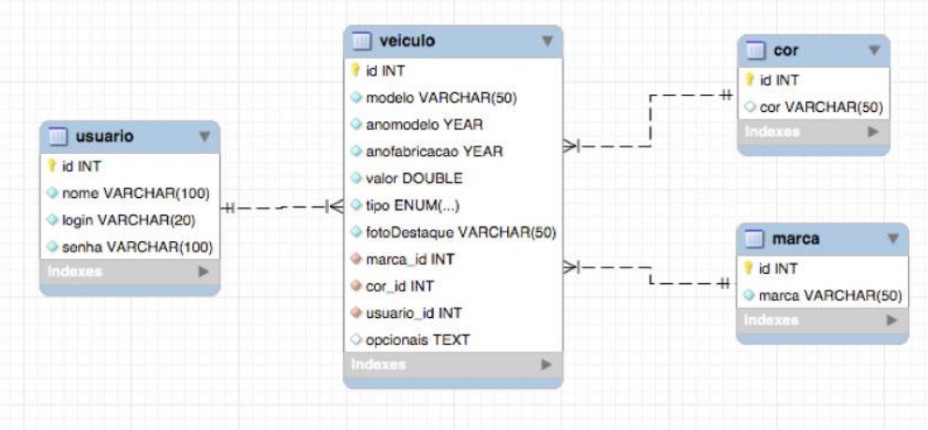 usuario
id INT
nome VARCHAR(100)
login VARCHAR(20)
senha VARCHAR(100)
Indexes
veiculo
id INT
modelo VARCHAR(50)
anomodelo YEAR
anofabricacao YEAR
valor DOUBLE
tipo ENUM(...)
fotoDestaque VARCHAR(50)
marca_id INT
cor_id INT
usuario_id INT
opcionais TEXT
Indexes
cor
id INT
cor VARCHAR(50)
Indexes
marca
id INT
marca VARCHAR(50)
Indexes